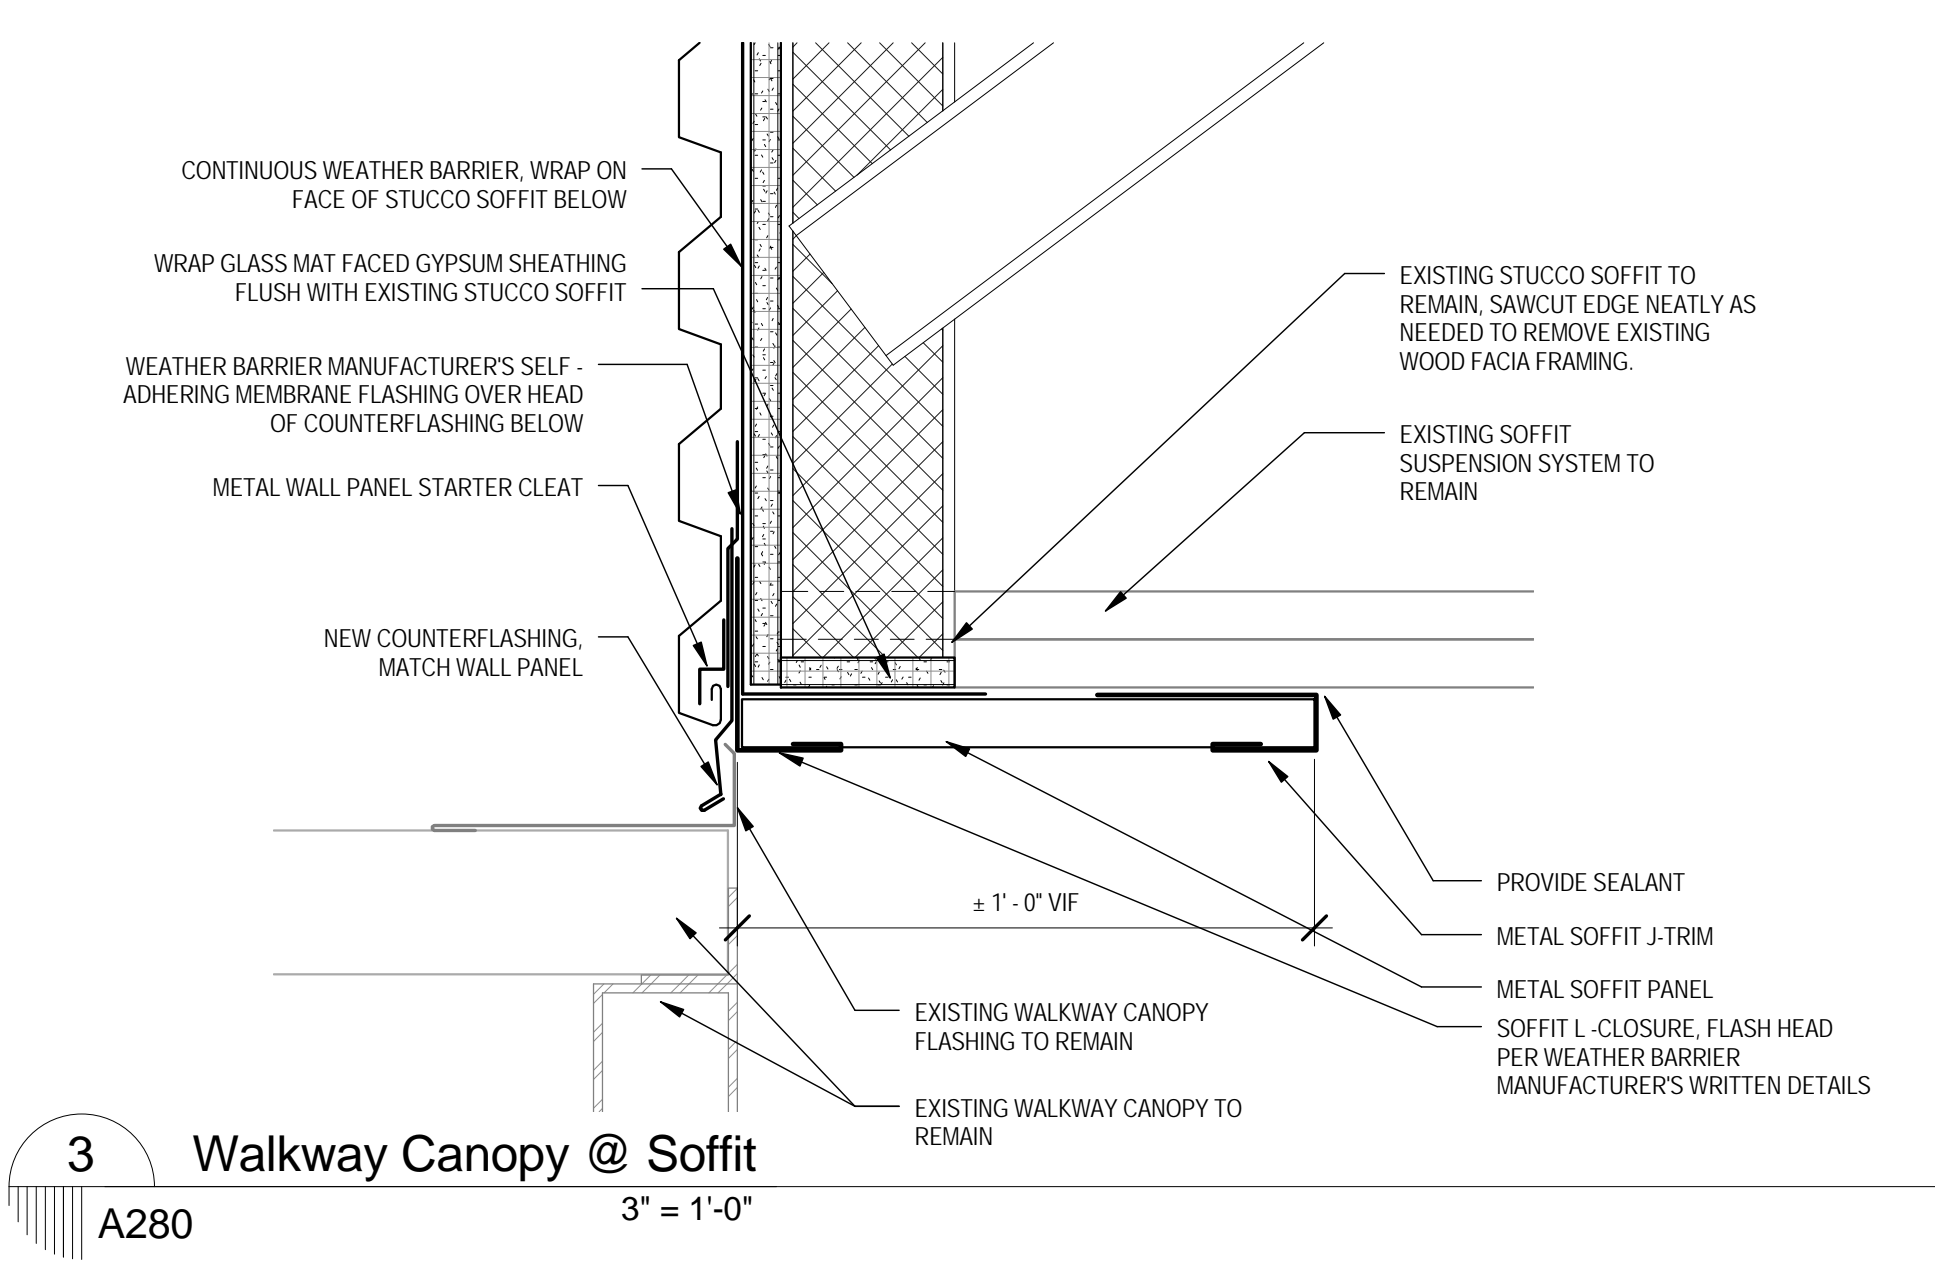 CONTINUOUS WEATHER BARRIER, WRAP ON
FACE OF STUCCO SOFFIT BELOW
WRAP GLASS MAT FACED GYPSUM SHEATHING
FLUSH WITH EXISTING STUCCO SOFFIT
WEATHER BARRIER MANUFACTURER'S SELF -
ADHERING MEMBRANE FLASHING OVER HEAD
OF COUNTERFLASHING BELOW
METAL WALL PANEL STARTER CLEAT
NEW COUNTERFLASHING,
MATCH WALL PANEL
EXISTING STUCCO SOFFIT TO
REMAIN, SAWCUT EDGE NEATLY AS
NEEDED TO REMOVE EXISTING
WOOD FACIA FRAMING.
EXISTING SOFFIT
SUSPENSION SYSTEM TO
REMAIN
± 1' - 0" VIF
PROVIDE SEALANT
METAL SOFFIT J-TRIM
METAL SOFFIT PANEL
SOFFIT L -CLOSURE, FLASH HEAD
PER WEATHER BARRIER
MANUFACTURER'S WRITTEN DETAILS
EXISTING WALKWAY CANOPY
FLASHING TO REMAIN
EXISTING WALKWAY CANOPY TO
REMAIN
3
Walkway Canopy @ Soffit
3" = 1'-0"
A280